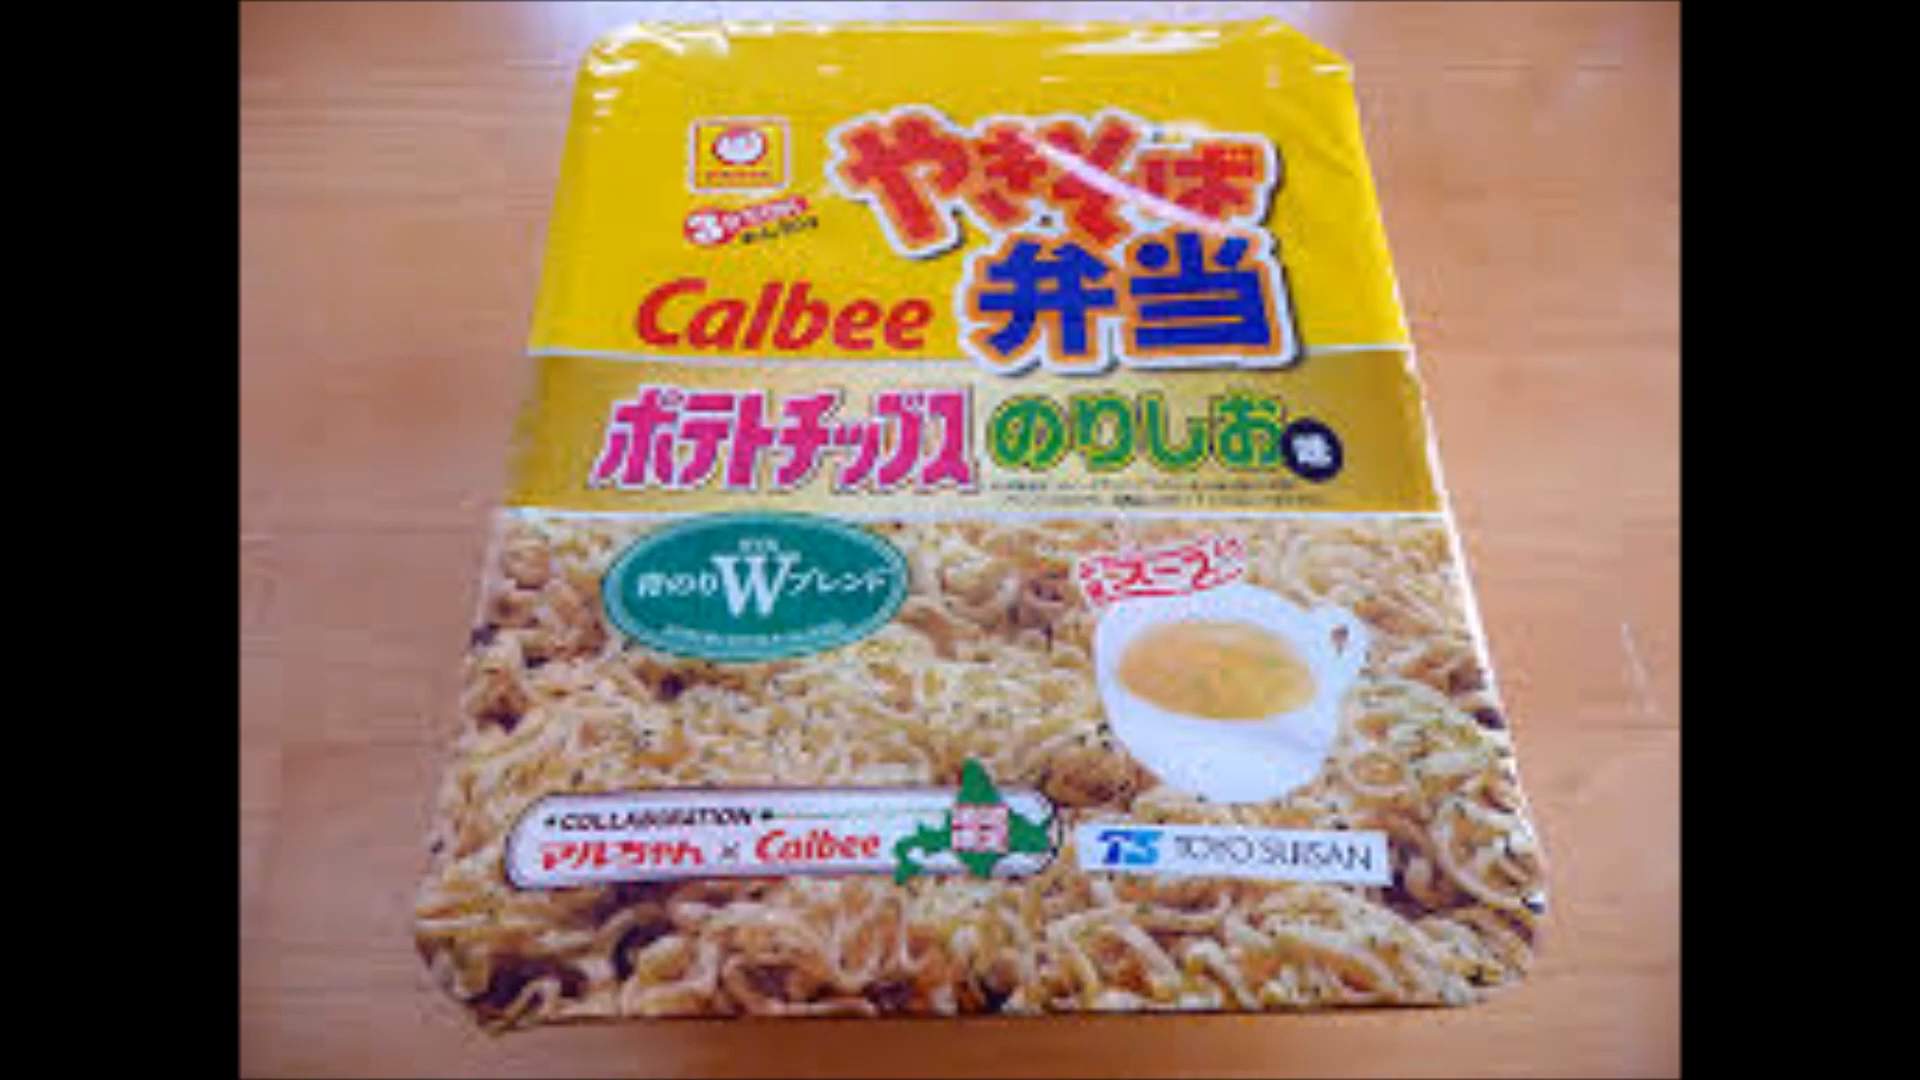 やきそば
弁当
Calbee
ポテトチップス のりしお味
青のり W ブレンド
スープ
COLLABORATION
マルちゃん × Calbee
TS TOYO SUISAN